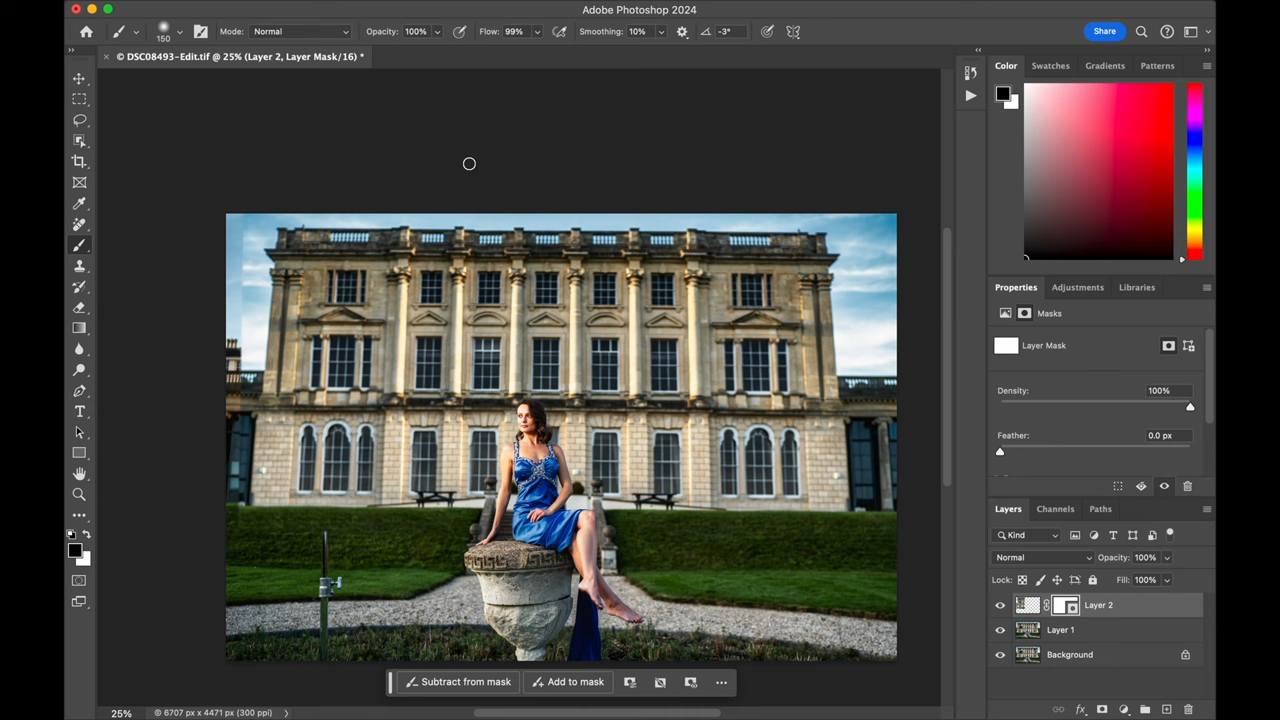 Adobe Photoshop 2024
150 Mode: Normal Opacity: 100% Flow: 99% Smoothing: 10% -3° Share
© DSC08493-Edit.tif @ 25% (Layer 2, Layer Mask/16) *
Color Swatches Gradients Patterns
Properties Adjustments Libraries
Masks
Layer Mask
Density: 100%
Feather: 0.0 px
Layers Channels Paths
Kind
Normal Opacity: 100%
Lock: Fill: 100%
Layer 2
Layer 1
Background
Subtract from mask Add to mask
25% © 6707 px x 4471 px (300 ppi)